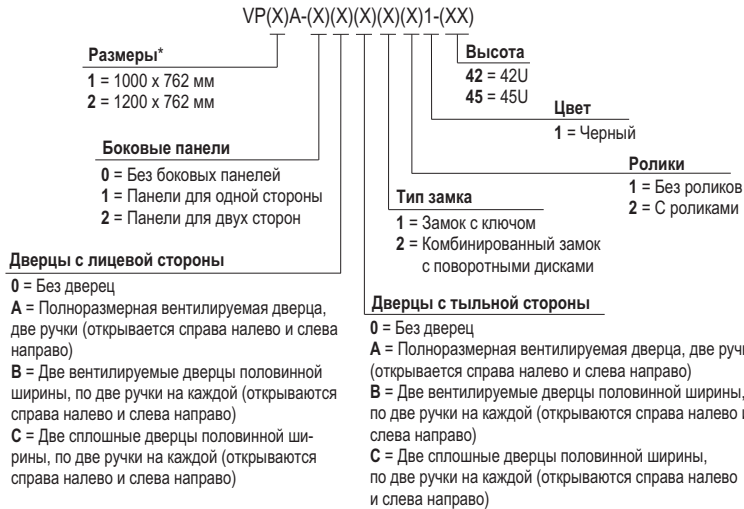 VP(X)A-(X)(X)(X)(X)(X)1-(XX)
Размеры*
1 = 1000 x 762 мм
2 = 1200 x 762 мм
Высота
42 = 42U
45 = 45U
Цвет
1 = Черный
Боковые панели
0 = Без боковых панелей
1 = Панели для одной стороны
2 = Панели для двух сторон
Ролики
1 = Без роликов
2 = С роликами
Тип замка
1 = Замок с ключом
2 = Комбинированный замок
с поворотными дисками
Дверцы с лицевой стороны
0 = Без дверец
A = Полноразмерная вентилируемая дверца,
две ручки (открывается справа налево и слева
направо)
B = Две вентилируемые дверцы половинной
ширины, по две ручки на каждой (открываются
справа налево и слева направо)
C = Две сплошные дверцы половинной ши-
рины, по две ручки на каждой (открываются
справа налево и слева направо)
Дверцы с тыльной стороны
0 = Без дверец
A = Полноразмерная вентилируемая дверца, две ручк
(открывается справа налево и слева направо)
B = Две вентилируемые дверцы половинной ширины,
по две ручки на каждой (открываются справа налево и
слева направо)
C = Две сплошные дверцы половинной ширины,
по две ручки на каждой (открываются справа налево
и слева направо)